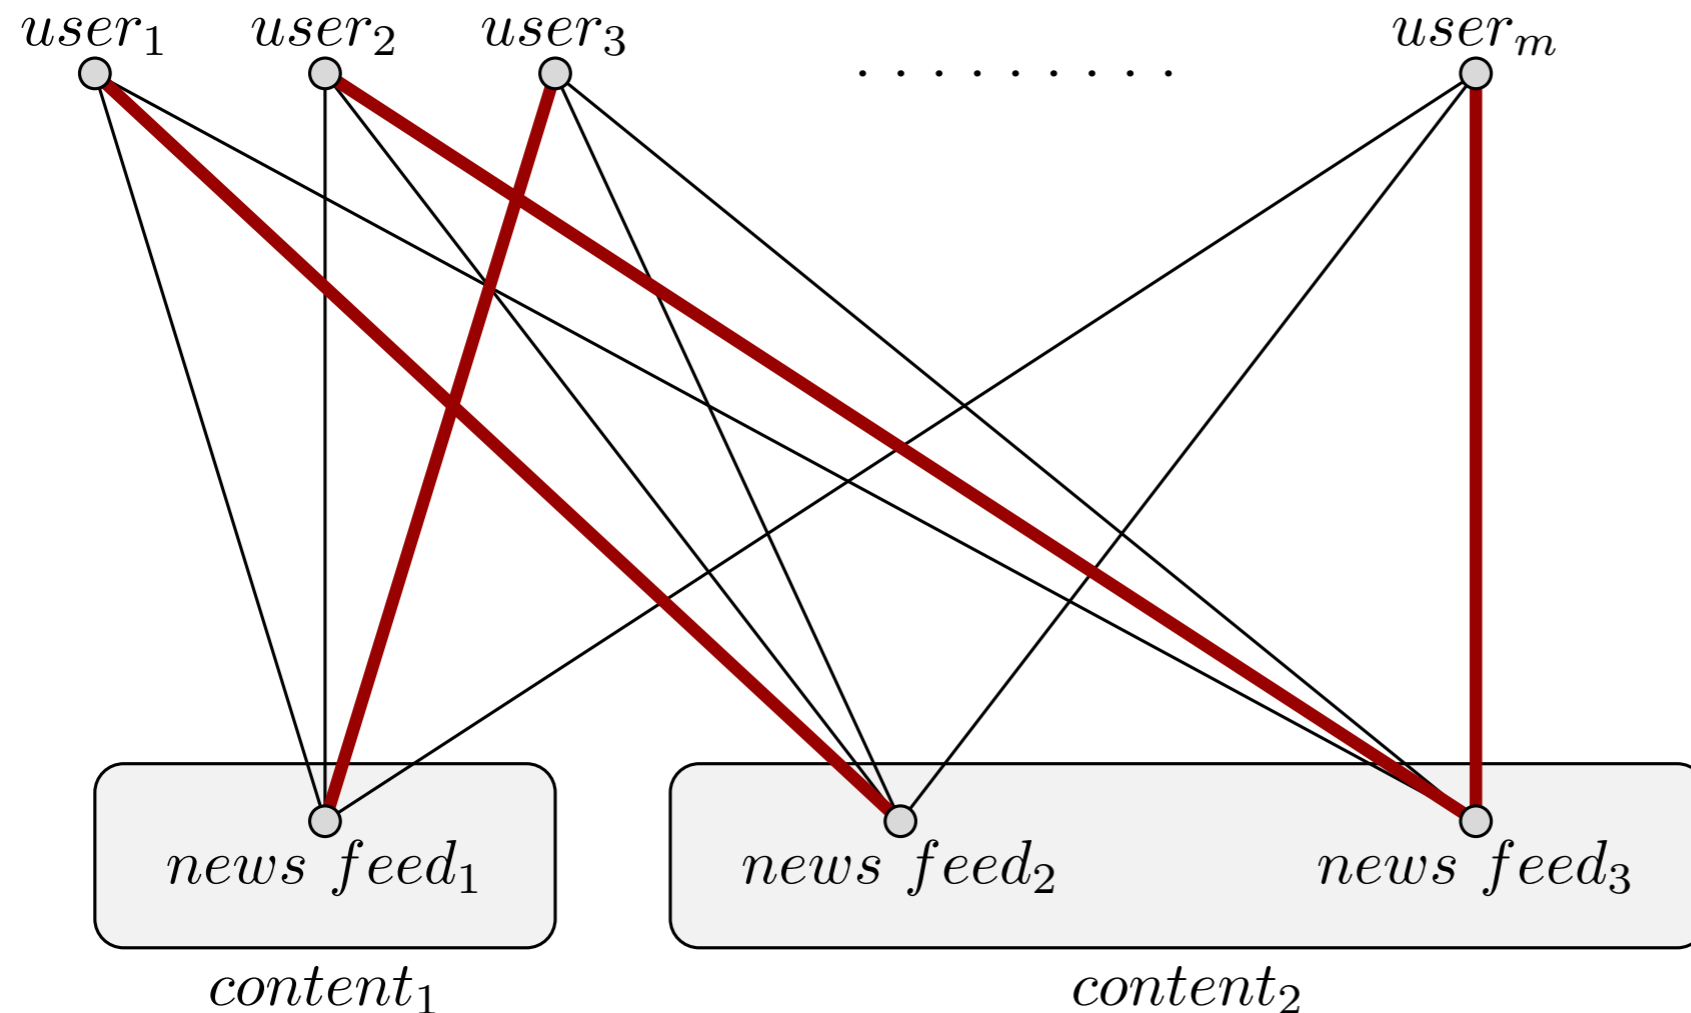 user₁ user₂ user₃ . . . . . . . . . userₘ
news feed₁ news feed₂ news feed₃
content₁ content₂